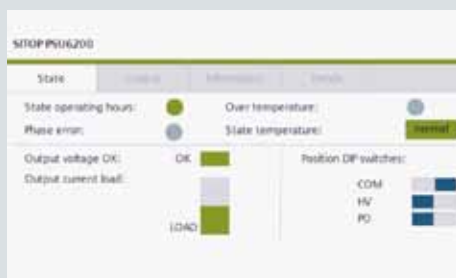 SITOP PSU6200
State
State operating hours: Over temperature:
Phase error: State temperature: normal
Output voltage OK: OK Position DIP switches:
Output current load: COM
HV
PO
LOAD